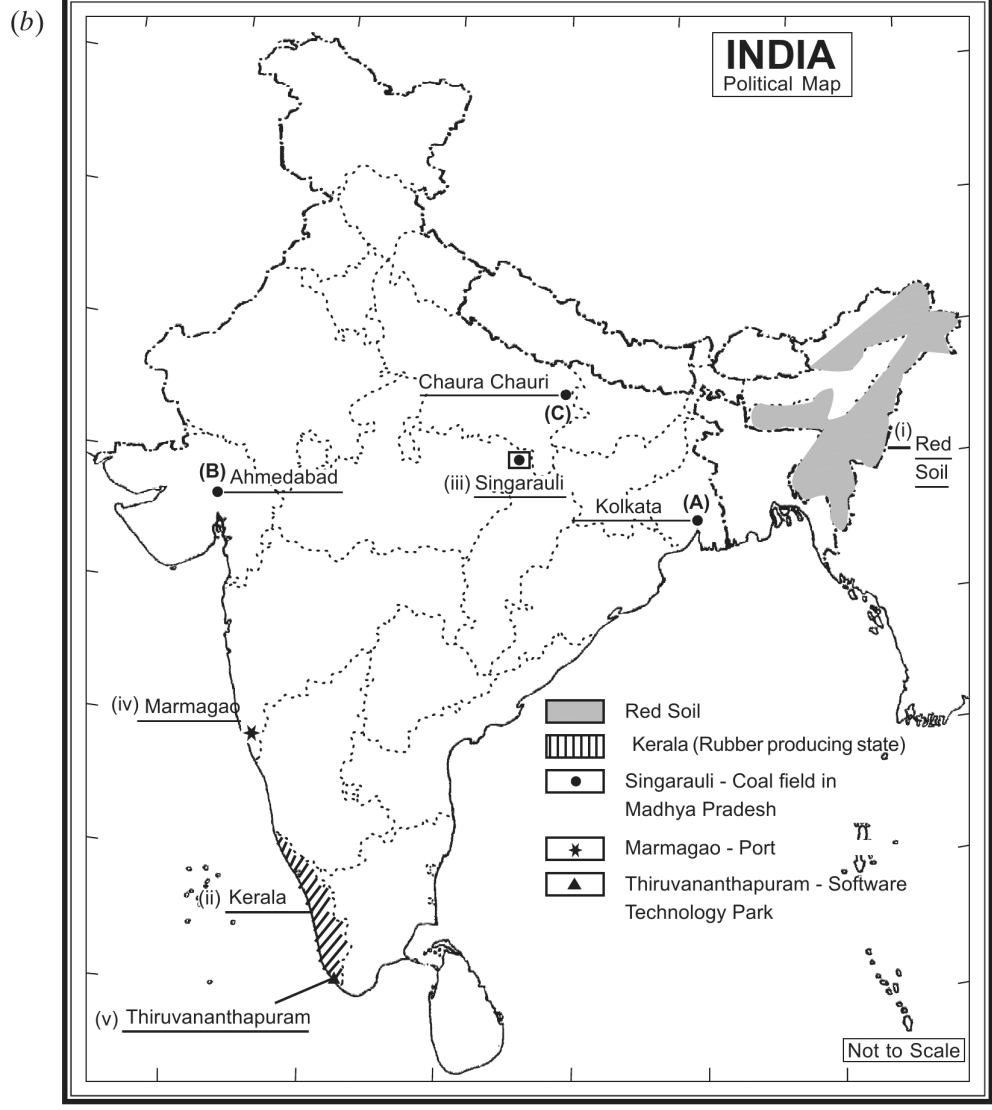 (b)
INDIA
Political Map
Chaura Chauri
(C)
(i) Red
Soil
(B) Ahmedabad
(iii) Singarauli
Kolkata (A)
(iv) Marmagao
Red Soil
Kerala (Rubber producing state)
Singarauli - Coal field in
Madhya Pradesh
Marmagao - Port
Thiruvananthapuram - Software
Technology Park
(ii) Kerala
(v) Thiruvananthapuram
Not to Scale